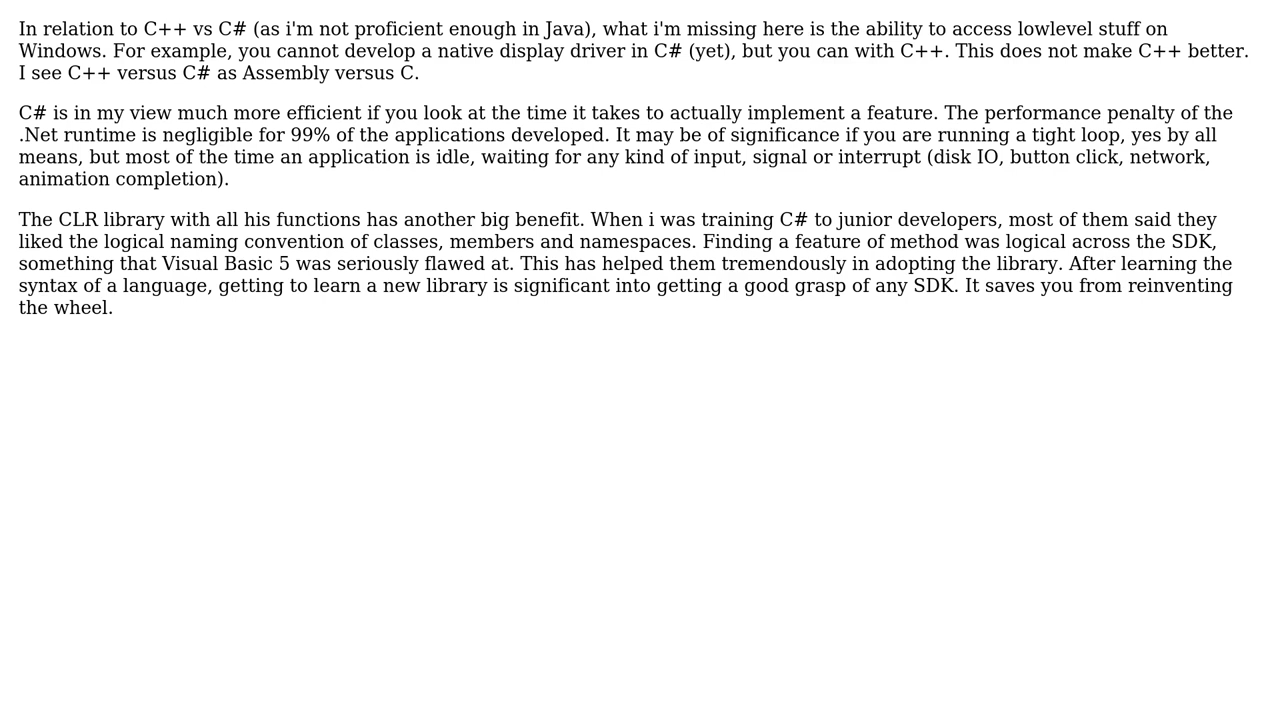 In relation to C++ vs C# (as i'm not proficient enough in Java), what i'm missing here is the ability to access lowlevel stuff on
Windows. For example, you cannot develop a native display driver in C# (yet), but you can with C++. This does not make C++ better.
I see C++ versus C# as Assembly versus C.
C# is in my view much more efficient if you look at the time it takes to actually implement a feature. The performance penalty of the
.Net runtime is negligible for 99% of the applications developed. It may be of significance if you are running a tight loop, yes by all
means, but most of the time an application is idle, waiting for any kind of input, signal or interrupt (disk IO, button click, network,
animation completion).
The CLR library with all his functions has another big benefit. When i was training C# to junior developers, most of them said they
liked the logical naming convention of classes, members and namespaces. Finding a feature of method was logical across the SDK,
something that Visual Basic 5 was seriously flawed at. This has helped them tremendously in adopting the library. After learning the
syntax of a language, getting to learn a new library is significant into getting a good grasp of any SDK. It saves you from reinventing
the wheel.